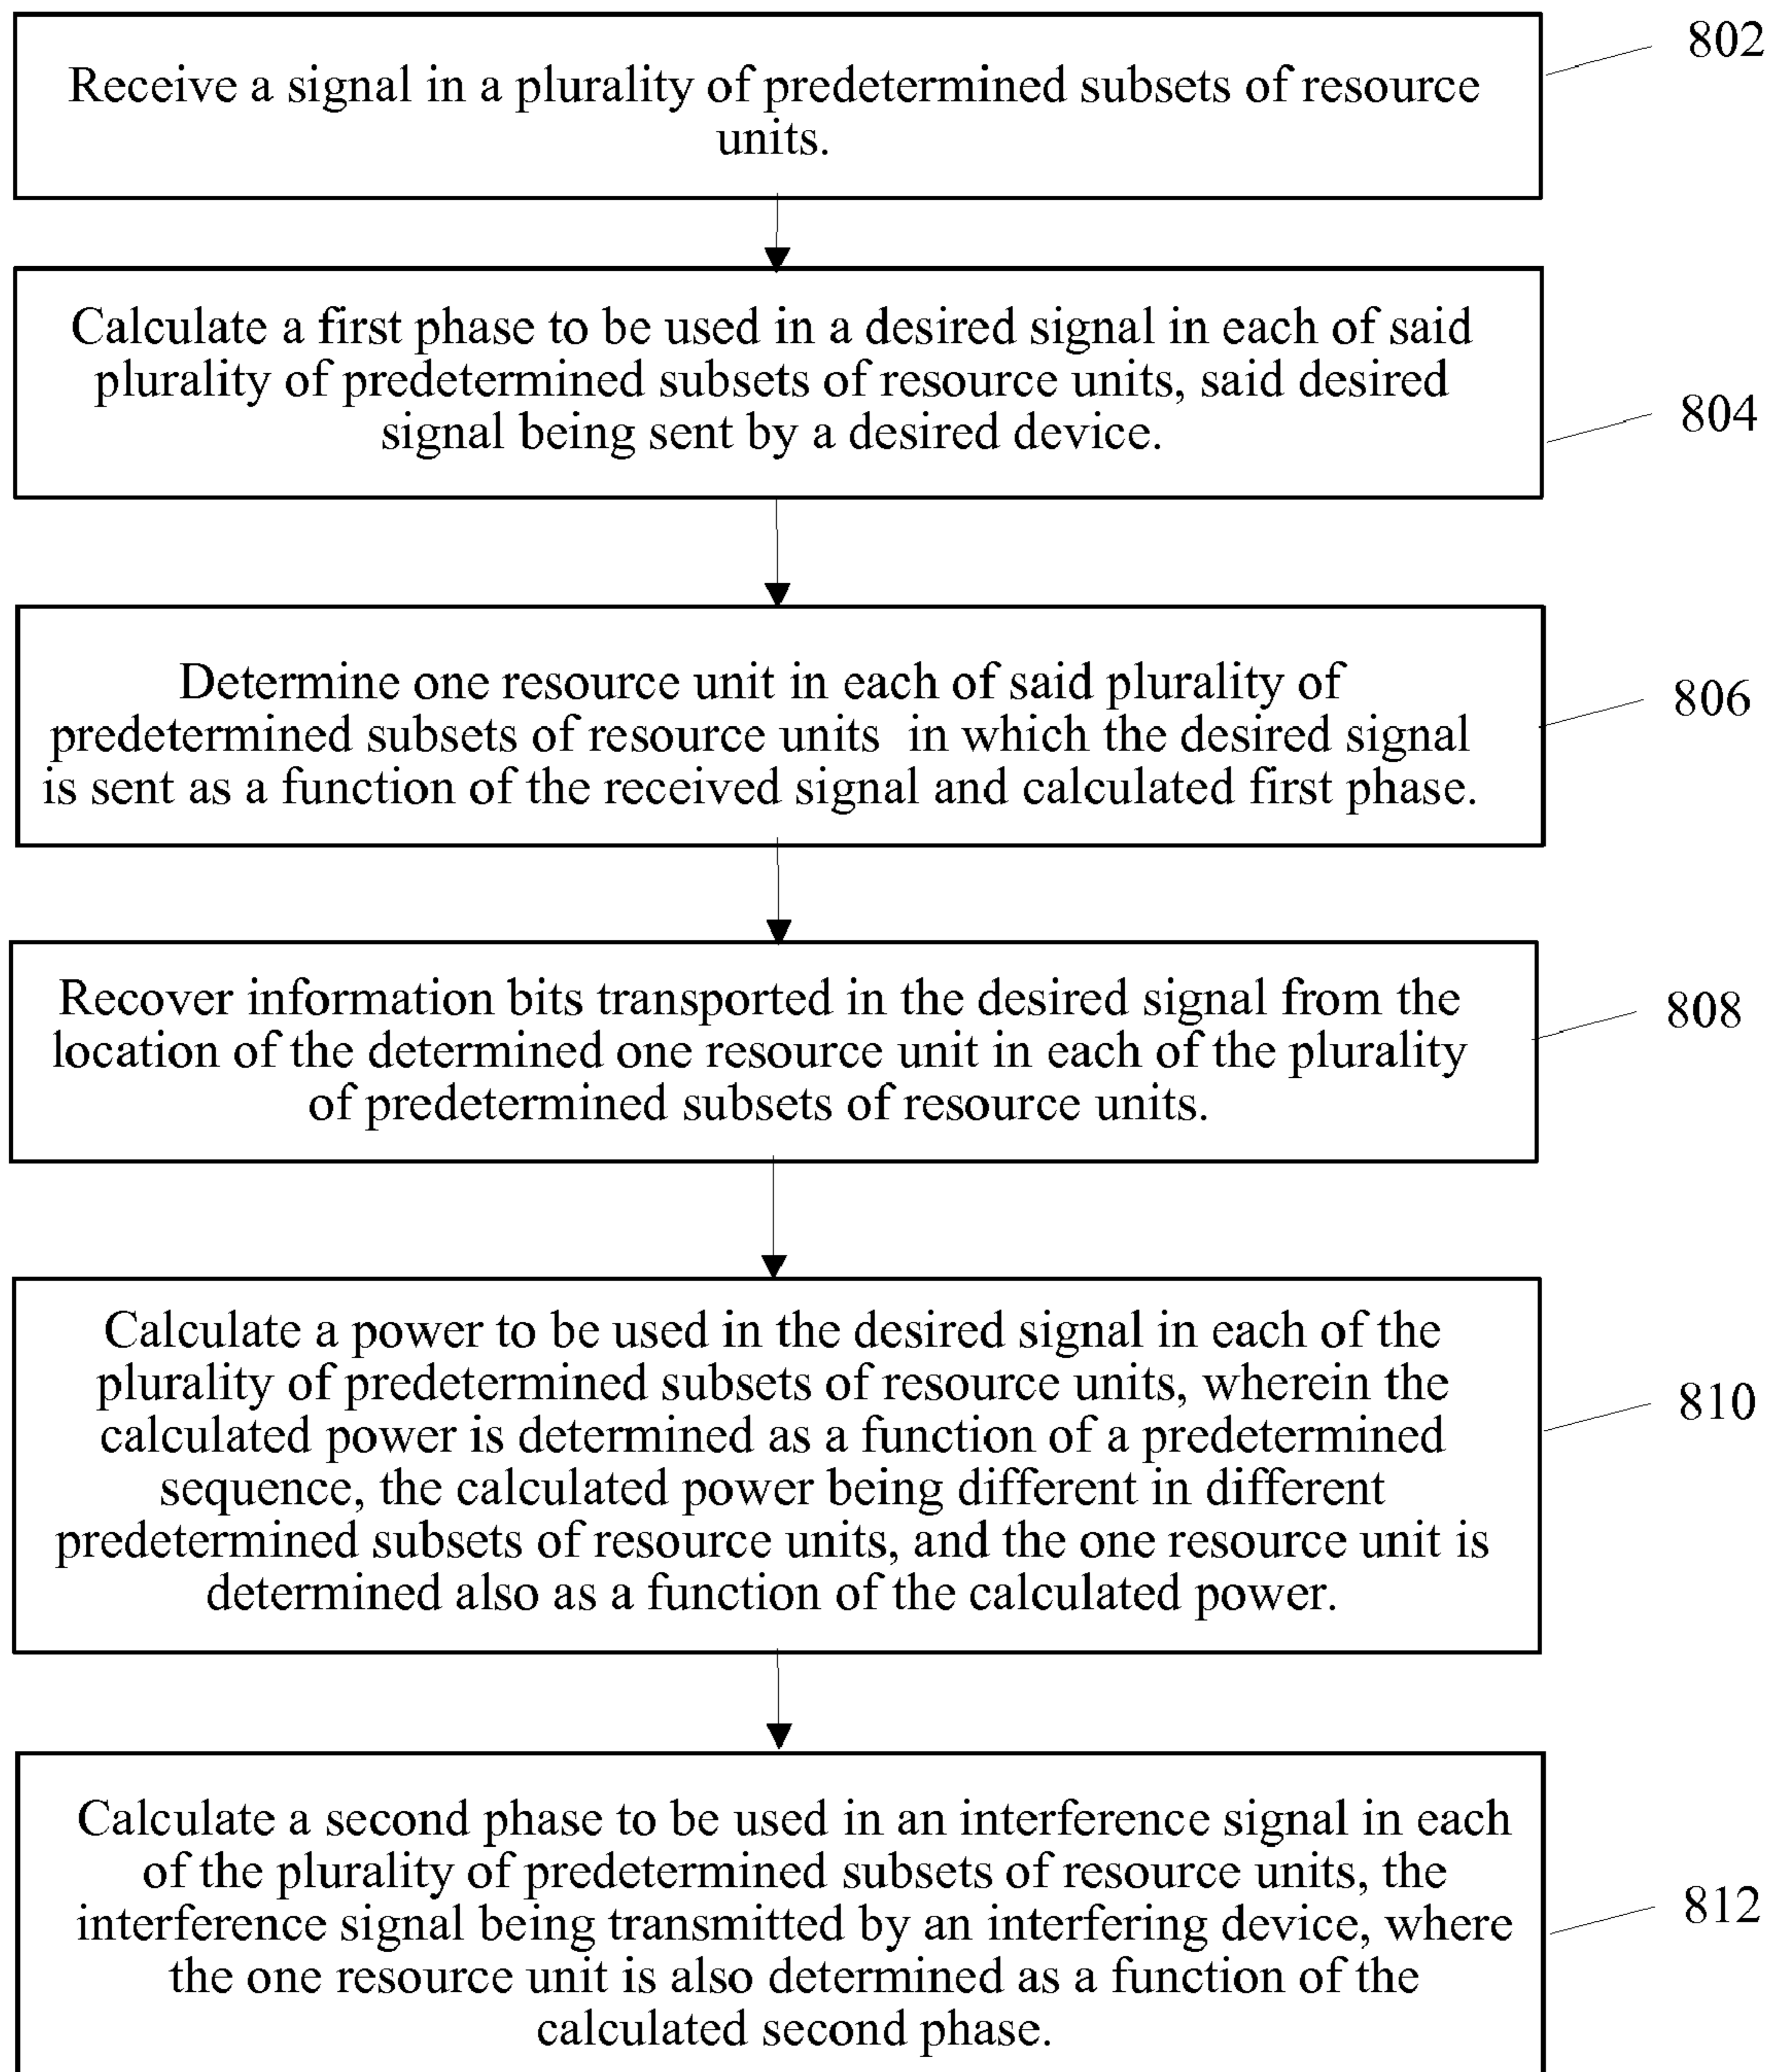 802
Receive a signal in a plurality of predetermined subsets of resource
units.
Calculate a first phase to be used in a desired signal in each of said
plurality of predetermined subsets of resource units, said desired
signal being sent by a desired device.
804
Determine one resource unit in each of said plurality of
predetermined subsets of resource units in which the desired signal
is sent as a function of the received signal and calculated first phase.
806
Recover information bits transported in the desired signal from the
location of the determined one resource unit in each of the plurality
of predetermined subsets of resource units.
808
Calculate a power to be used in the desired signal in each of the
plurality of predetermined subsets of resource units, wherein the
calculated power is determined as a function of a predetermined
sequence, the calculated power being different in different
predetermined subsets of resource units, and the one resource unit is
determined also as a function of the calculated power.
810
Calculate a second phase to be used in an interference signal in each
of the plurality of predetermined subsets of resource units, the
interference signal being transmitted by an interfering device, where
the one resource unit is also determined as a function of the
calculated second phase.
812